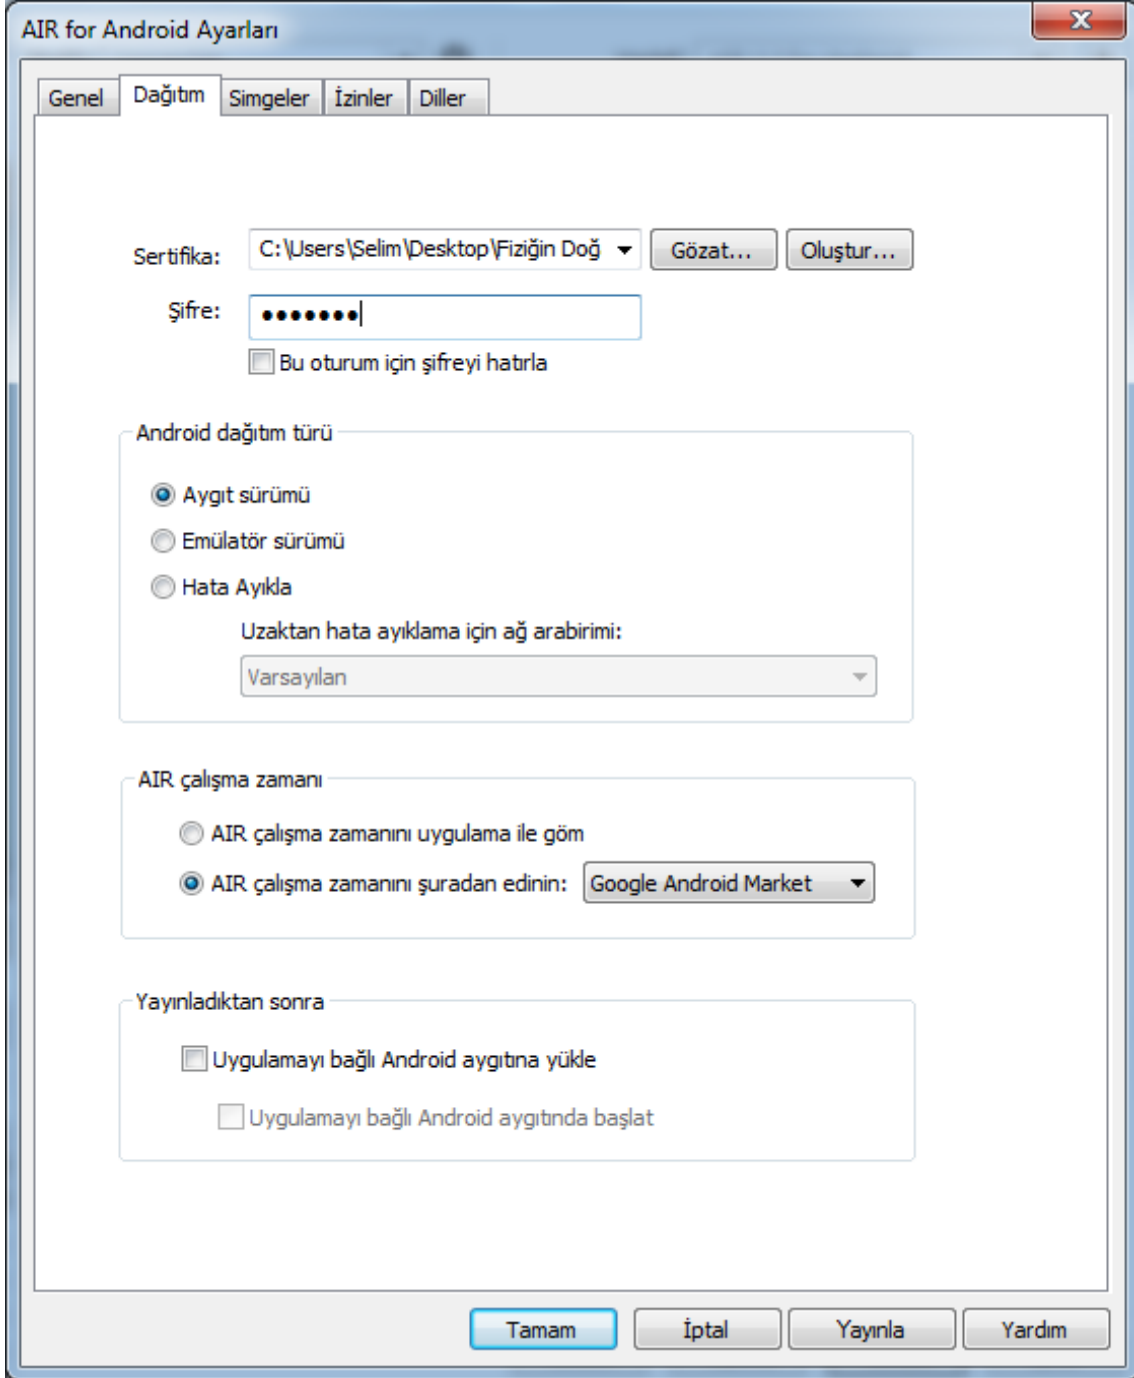 AIR for Android Ayarları
Genel Dağıtım Simgeler İzinler Diller
Sertifika: C:\Users\Selim\Desktop\Fiziğin Doğ Gözat... Oluştur...
Şifre: •••••••
Bu oturum için şifreyi hatırla
Android dağıtım türü
Aygıt sürümü
Emülatör sürümü
Hata Ayıkla
Uzaktan hata ayıklama için ağ arabirimi:
Varsayılan
AIR çalışma zamanı
AIR çalışma zamanını uygulama ile göm
AIR çalışma zamanını şuradan edinin: Google Android Market
Yayınladıktan sonra
Uygulamayı bağlı Android aygıtına yükle
Uygulamayı bağlı Android aygıtında başlat
Tamam İptal Yayınla Yardım